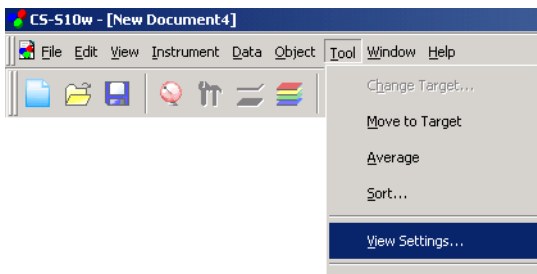 CS-S10w - [New Document4]
File Edit View Instrument Data Object Tool Window Help
Change Target...
Move to Target
Average
Sort...
View Settings...